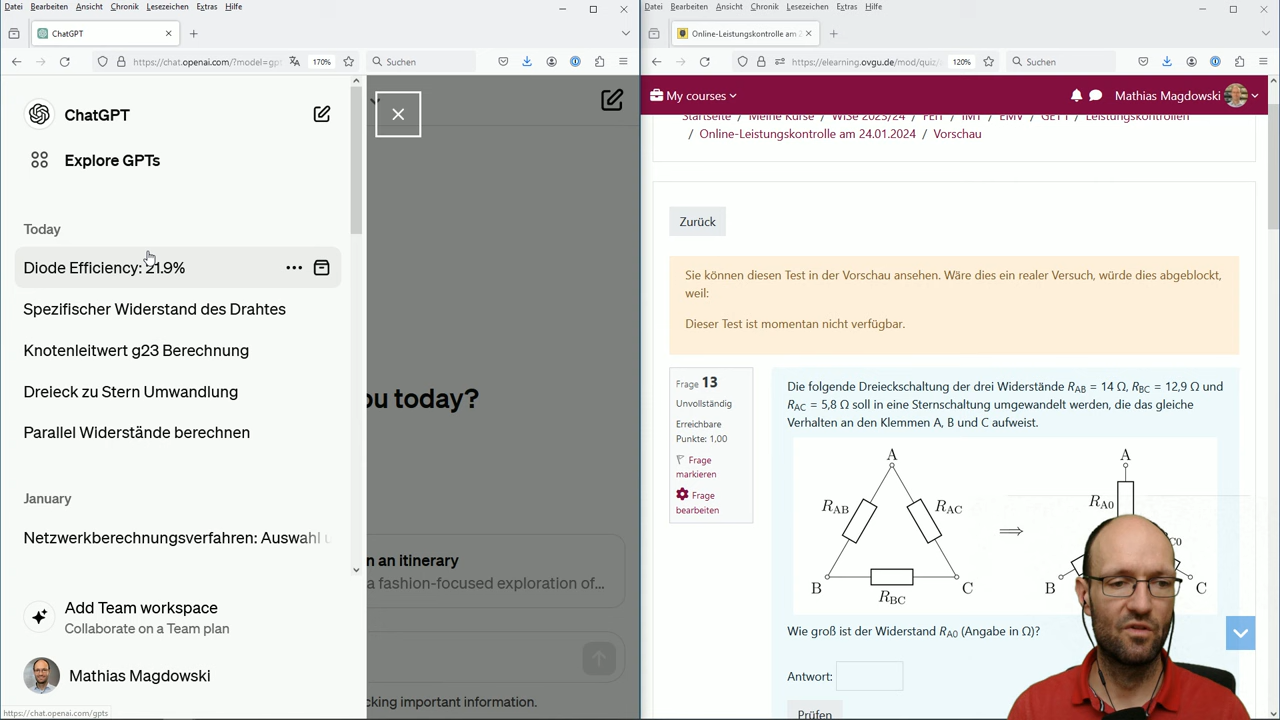 Datei Bearbeiten Ansicht Chronik Lesezeichen Extras Hilfe
ChatGPT
https://chat.openai.com/?model=gp
170%
Suchen
ChatGPT
Explore GPTs
Today
Diode Efficiency: 21.9%
Spezifischer Widerstand des Drahtes
Knotenleitwert g23 Berechnung
Dreieck zu Stern Umwandlung
Parallel Widerstände berechnen
January
Netzwerkberechnungsverfahren: Auswahl u
Add Team workspace
Collaborate on a Team plan
Mathias Magdowski
https://chat.openai.com/gpts
ou today?
n an itinerary
a fashion-focused exploration of...
cking important information.
Datei Bearbeiten Ansicht Chronik Lesezeichen Extras Hilfe
Online-Leistungskontrolle am 2
https://elearning.ovgu.de/mod/quiz/
120%
Suchen
My courses
Mathias Magdowski
Startseite / Meine Kurse / WiSe 2023/24 / FEIT / IMT / EMV / GET1 / Leistungskontrollen
/ Online-Leistungskontrolle am 24.01.2024 / Vorschau
Zurück
Sie können diesen Test in der Vorschau ansehen. Wäre dies ein realer Versuch, würde dies abgeblockt,
weil:
Dieser Test ist momentan nicht verfügbar.
Frage 13
Unvollständig
Erreichbare
Punkte: 1,00
Frage
markieren
Frage
bearbeiten
Die folgende Dreieckschaltung der drei Widerstände RAB = 14 Ω, RBC = 12,9 Ω und
RAC = 5,8 Ω soll in eine Sternschaltung umgewandelt werden, die das gleiche
Verhalten an den Klemmen A, B und C aufweist.
A
RAB
RAC
B
RBC
C
⟹
A
RA0
C0
B
C
Wie groß ist der Widerstand RA0 (Angabe in Ω)?
Antwort:
Prüfen